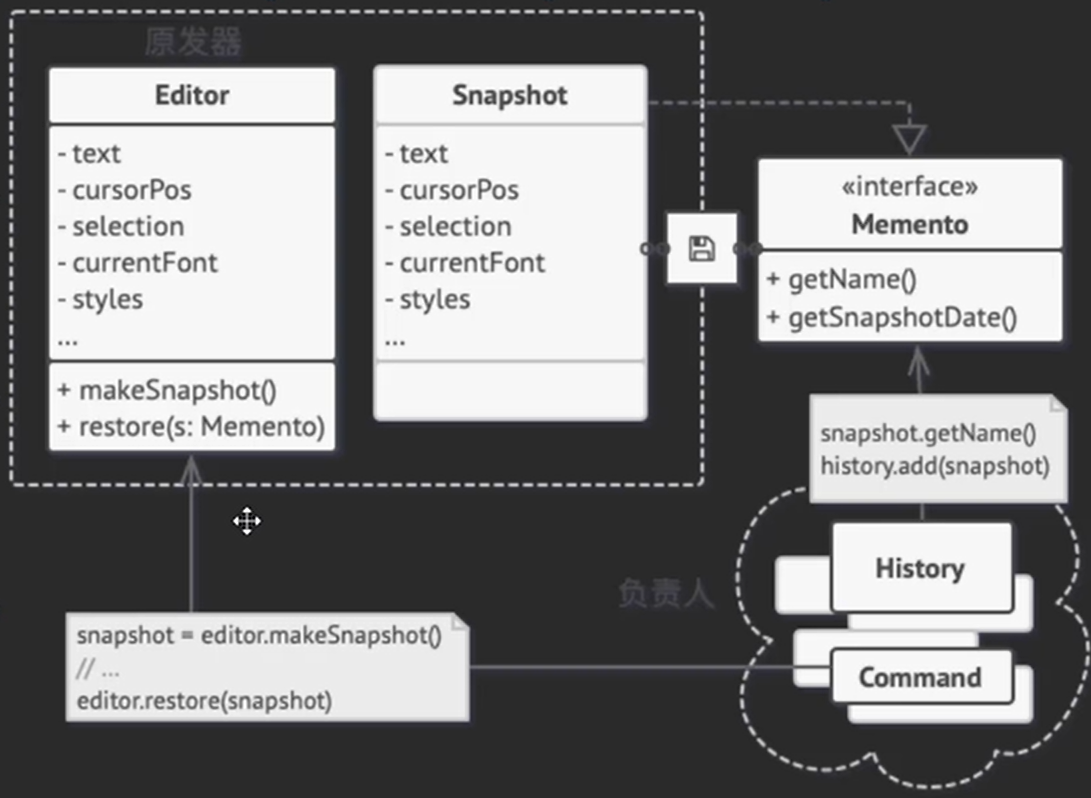 原发器
Editor
- text
- cursorPos
- selection
- currentFont
- styles
...
+ makeSnapshot()
+ restore(s: Memento)
Snapshot
- text
- cursorPos
- selection
- currentFont
- styles
...
«interface»
Memento
+ getName()
+ getSnapshotDate()
snapshot.getName()
history.add(snapshot)
负责人
History
Command
snapshot = editor.makeSnapshot()
// ...
editor.restore(snapshot)